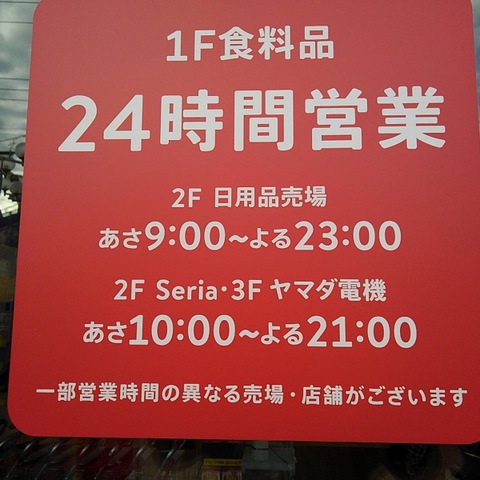 1F食料品
24時間営業
2F 日用品売場
あさ9:00~よる23:00
2F Seria・3F ヤマダ電機
あさ10:00~よる21:00
一部営業時間の異なる売場・店舗がございます